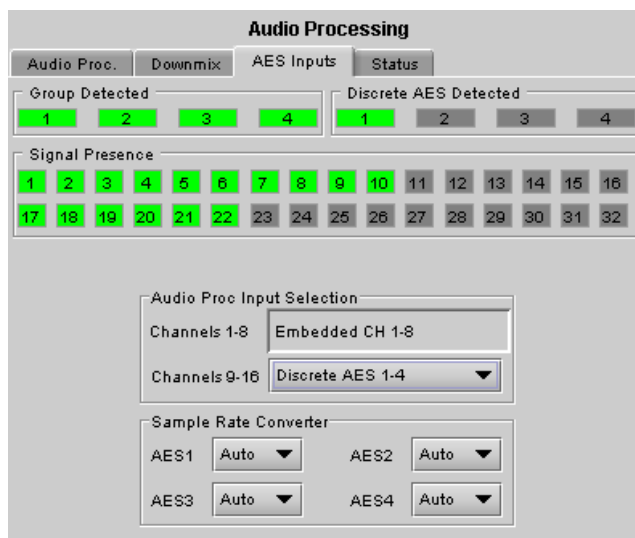 Audio Processing
Audio Proc. Downmix AES Inputs Status
Group Detected Discrete AES Detected
1 2 3 4 1 2 3 4
Signal Presence
1 2 3 4 5 6 7 8 9 10 11 12 13 14 15 16
17 18 19 20 21 22 23 24 25 26 27 28 29 30 31 32
Audio Proc Input Selection
Channels 1-8 Embedded CH 1-8
Channels 9-16 Discrete AES 1-4
Sample Rate Converter
AES1 Auto AES2 Auto
AES3 Auto AES4 Auto